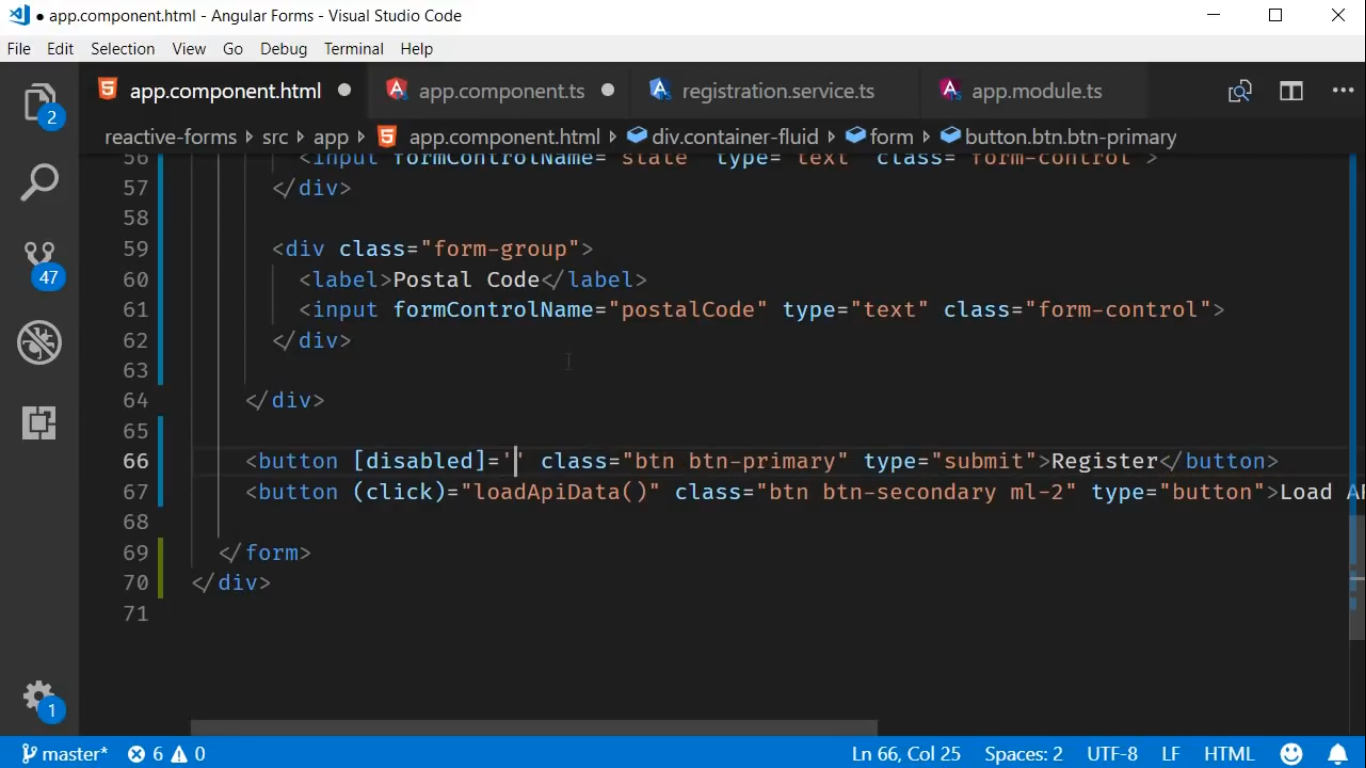 ● app.component.html - Angular Forms - Visual Studio Code
File Edit Selection View Go Debug Terminal Help
app.component.html ● app.component.ts ● registration.service.ts app.module.ts
reactive-forms src app app.component.html div.container-fluid form button.btn.btn-primary
2
47
1
56 <input formControlName="state" type="text" class="form-control">
57 </div>
58
59 <div class="form-group">
60 <label>Postal Code</label>
61 <input formControlName="postalCode" type="text" class="form-control">
62 </div>
63
64 </div>
65
66 <button [disabled]='' class="btn btn-primary" type="submit">Register</button>
67 <button (click)="loadApiData()" class="btn btn-secondary ml-2" type="button">Load AP
68
69 </form>
70 </div>
71
master* 6 0 Ln 66, Col 25 Spaces: 2 UTF-8 LF HTML